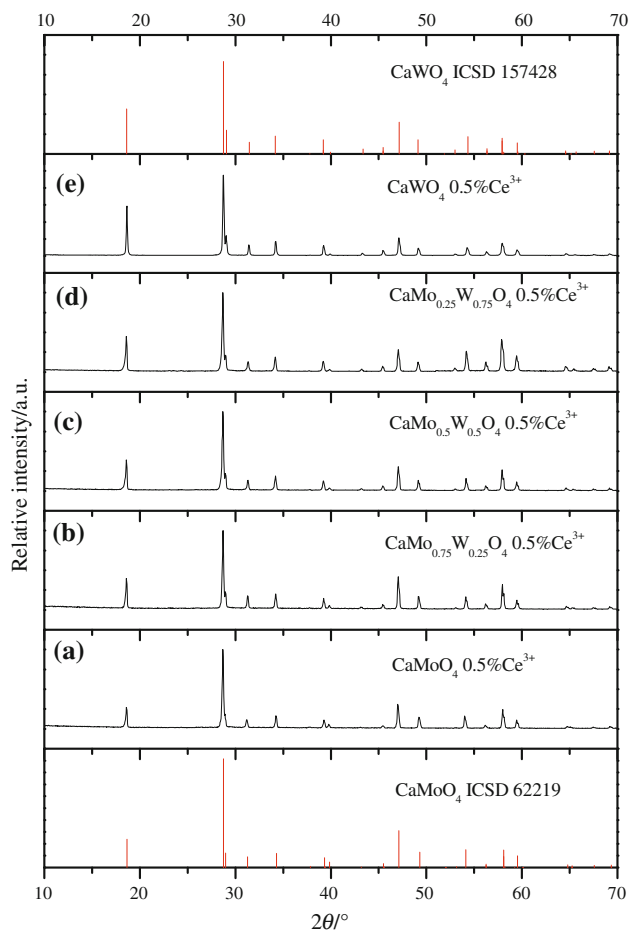 10 20 30 40 50 60 70
CaWO₄ ICSD 157428
(e)
CaWO₄ 0.5%Ce³⁺
(d)
CaMo₀.₂₅W₀.₇₅O₄ 0.5%Ce³⁺
(c)
CaMo₀.₅W₀.₅O₄ 0.5%Ce³⁺
(b)
CaMo₀.₇₅W₀.₂₅O₄ 0.5%Ce³⁺
(a)
CaMoO₄ 0.5%Ce³⁺
CaMoO₄ ICSD 62219
Relative intensity/a.u.
10 20 30 40 50 60 70
2θ/°